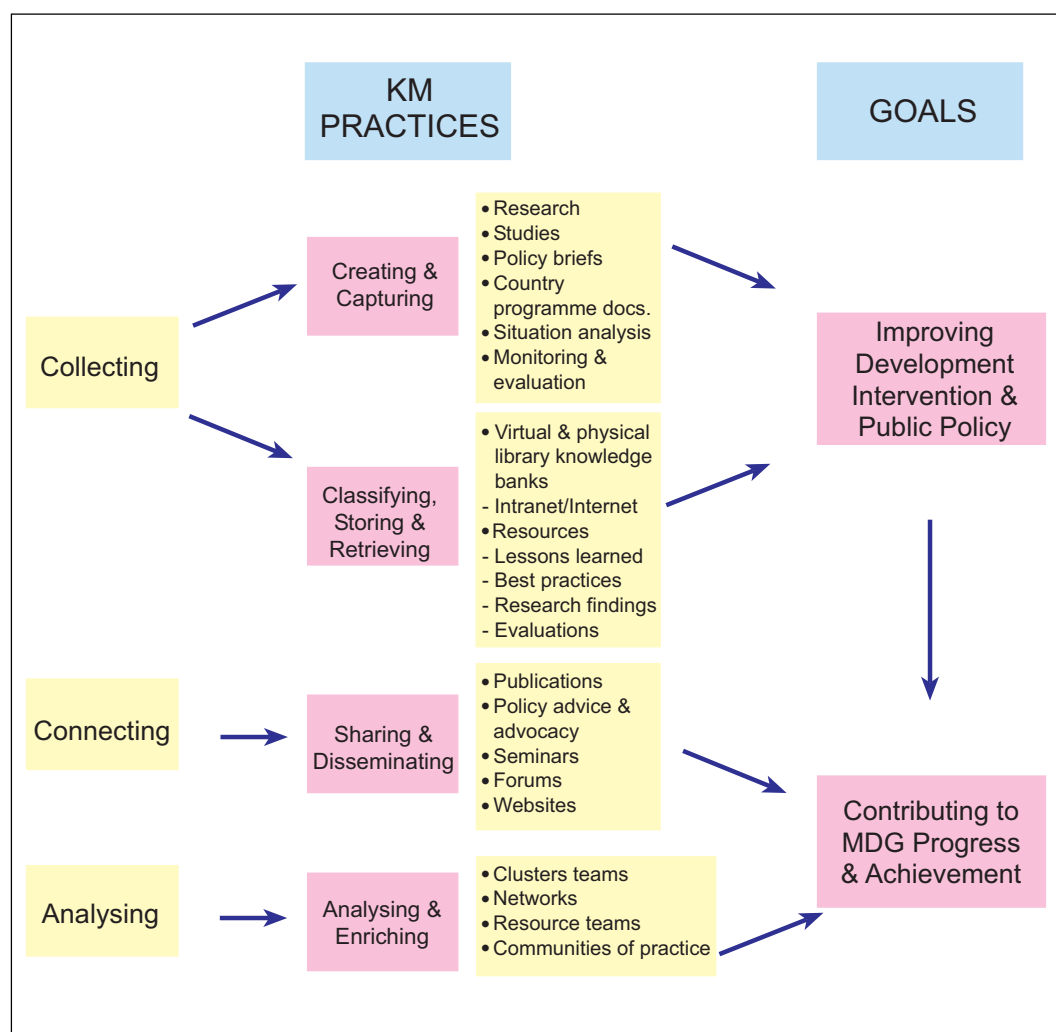 KM
PRACTICES
GOALS
Collecting
Creating &
Capturing
• Research
• Studies
• Policy briefs
• Country
programme docs.
• Situation analysis
• Monitoring &
evaluation
Improving
Development
Intervention &
Public Policy
Classifying,
Storing &
Retrieving
• Virtual & physical
library knowledge
banks
- Intranet/Internet
• Resources
- Lessons learned
- Best practices
- Research findings
- Evaluations
Connecting
Sharing &
Disseminating
• Publications
• Policy advice &
advocacy
• Seminars
• Forums
• Websites
Contributing to
MDG Progress
& Achievement
Analysing
Analysing &
Enriching
• Clusters teams
• Networks
• Resource teams
• Communities of practice